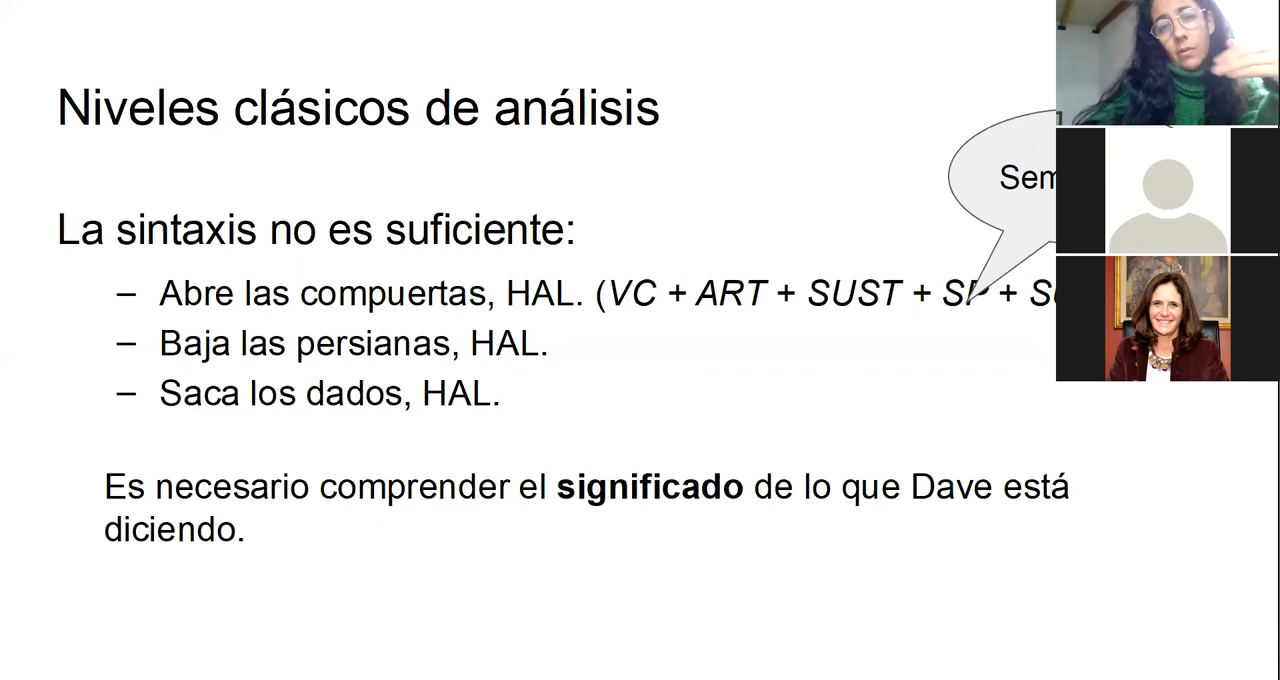 Niveles clásicos de análisis
La sintaxis no es suficiente:
– Abre las compuertas, HAL. (VC + ART + SUST + SP +
– Baja las persianas, HAL.
– Saca los dados, HAL.
Es necesario comprender el significado de lo que Dave está
diciendo.